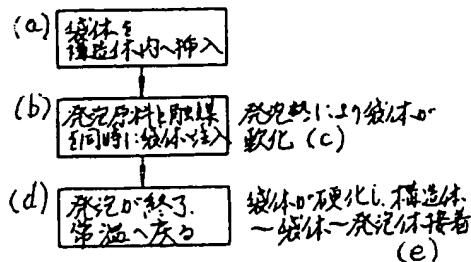 (a)
袋体を
構造体内へ挿入
(b)
発泡原料と触媒
を同時に袋体へ注入
発泡熱により袋体が
軟化 (c)
(d)
発泡が終了、
常温へ戻る
袋体が硬化し、構造体
〜袋体〜発泡体接着
(e)